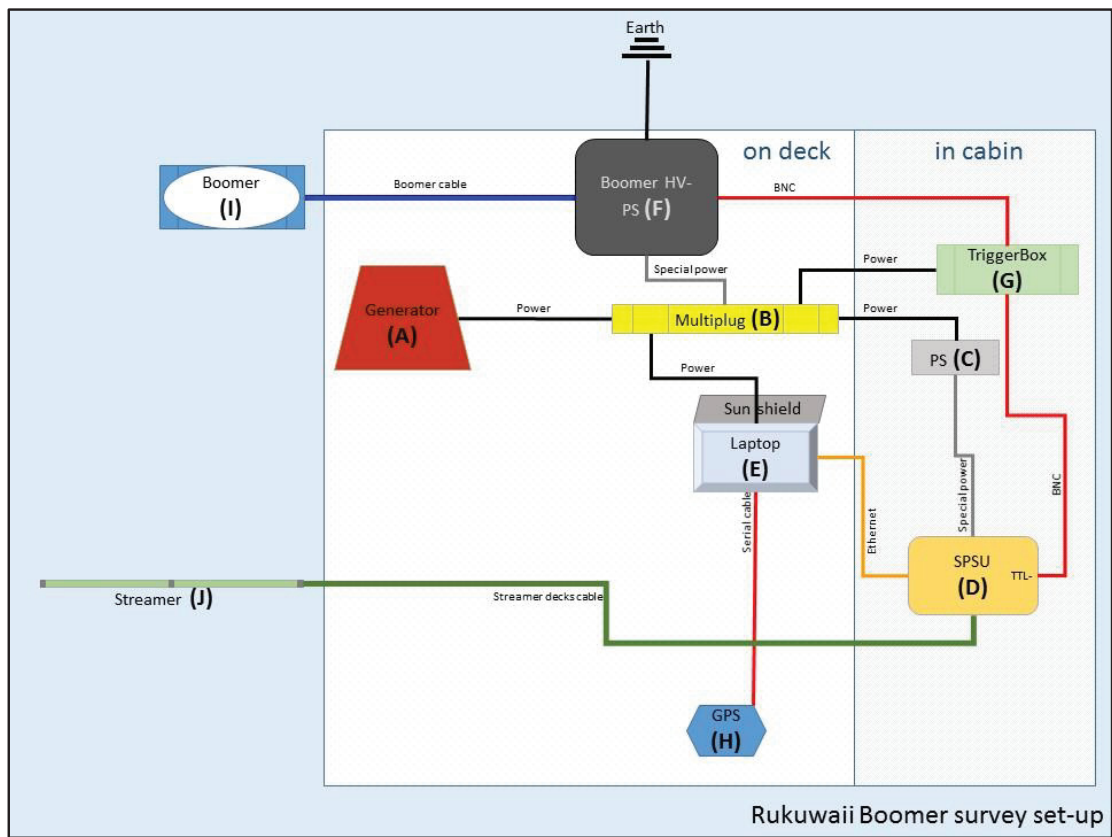 Earth
on deck
in cabin
Boomer
(I)
Boomer cable
Boomer HV-
PS (F)
BNC
TriggerBox
(G)
Special power
Power
Generator
(A)
Power
Multiplug (B)
Power
PS (C)
Power
Sun shield
Laptop
(E)
Serial cable
Ethernet
Special power
BNC
SPSU
(D)
TTL-
Streamer (J)
Streamer decks cable
GPS
(H)
Rukuwaii Boomer survey set-up